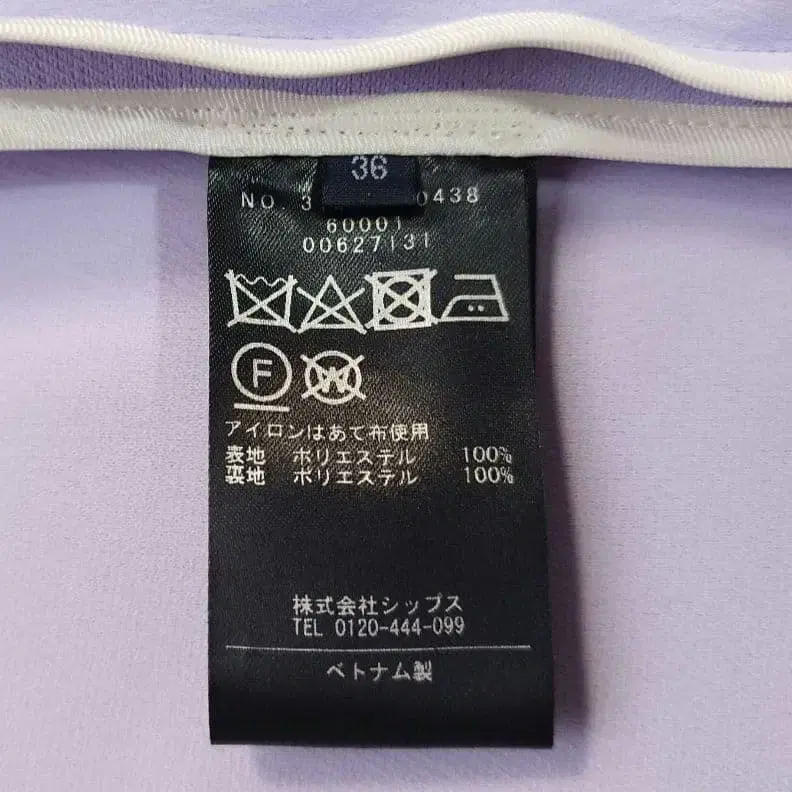 36
NO. 3 0438
60001
00627131
F
W
アイロンはあて布使用
表地 ポリエステル 100%
裏地 ポリエステル 100%
株式会社シップス
TEL 0120-444-099
ベトナム製